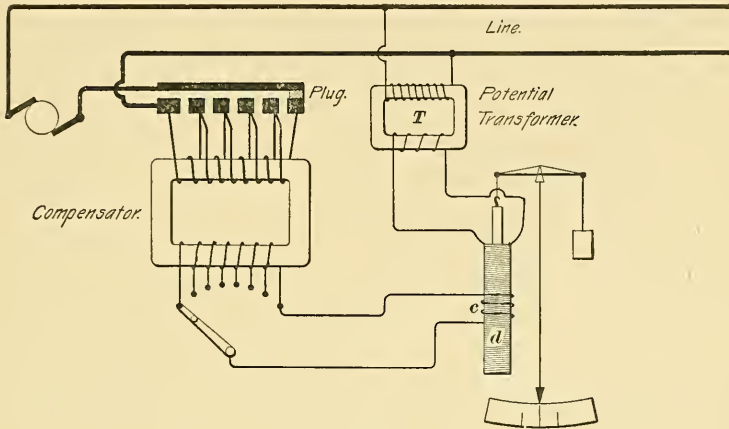 Line.
Plug.
Potential
Transformer.
T
Compensator.
c
d